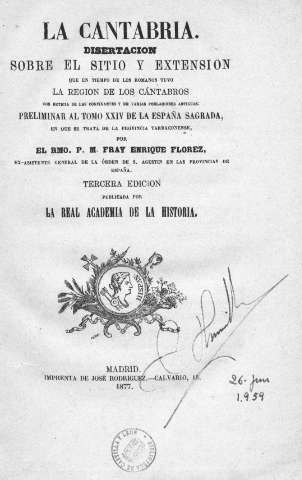 LA CANTABRIA.
DISERTACION
SOBRE EL SITIO Y EXTENSION
QUE EN TIEMPO DE LOS ROMANOS TUVO
LA REGION DE LOS CÁNTABROS
CON NOTICIA DE LAS CONFINANTES Y DE VARIAS POBLACIONES ANTIGUAS.
PRELIMINAR AL TOMO XXIV DE LA ESPAÑA SAGRADA,
EN QUE SE TRATA DE LA PROVINCIA TARRACONENSE,
POR
EL RMO. P. M. FRAY ENRIQUE FLOREZ,
EX-ASISTENTE GENERAL DE LA ÓRDEN DE S. AGUSTIN EN LAS PROVINCIAS DE
ESPAÑA.
TERCERA EDICION
PUBLICADA POR
LA REAL ACADEMIA DE LA HISTORIA.
MADRID.
IMPRENTA DE JOSÉ RODRIGUEZ.—CALVARIO, 18.
1877.
26-
1.959